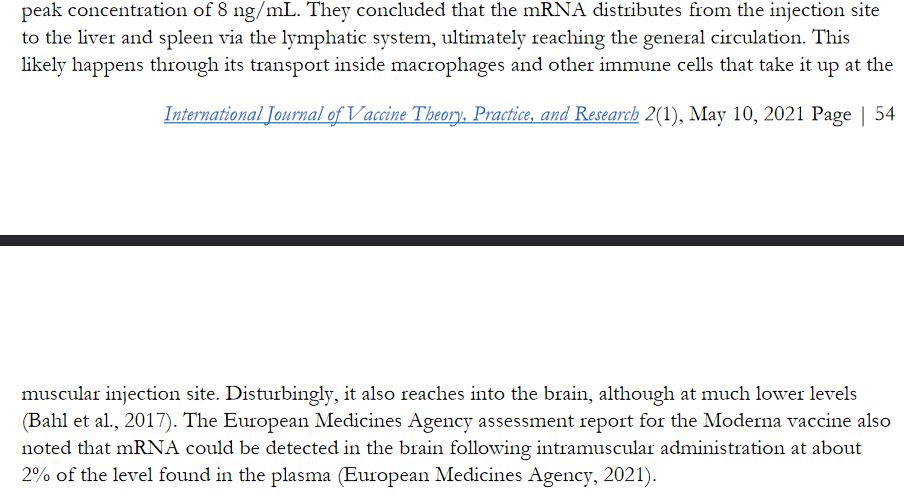 peak concentration of 8 ng/mL. They concluded that the mRNA distributes from the injection site
to the liver and spleen via the lymphatic system, ultimately reaching the general circulation. This
likely happens through its transport inside macrophages and other immune cells that take it up at the
International Journal of Vaccine Theory, Practice, and Research 2(1), May 10, 2021 Page | 54
muscular injection site. Disturbingly, it also reaches into the brain, although at much lower levels
(Bahl et al., 2017). The European Medicines Agency assessment report for the Moderna vaccine also
noted that mRNA could be detected in the brain following intramuscular administration at about
2% of the level found in the plasma (European Medicines Agency, 2021).